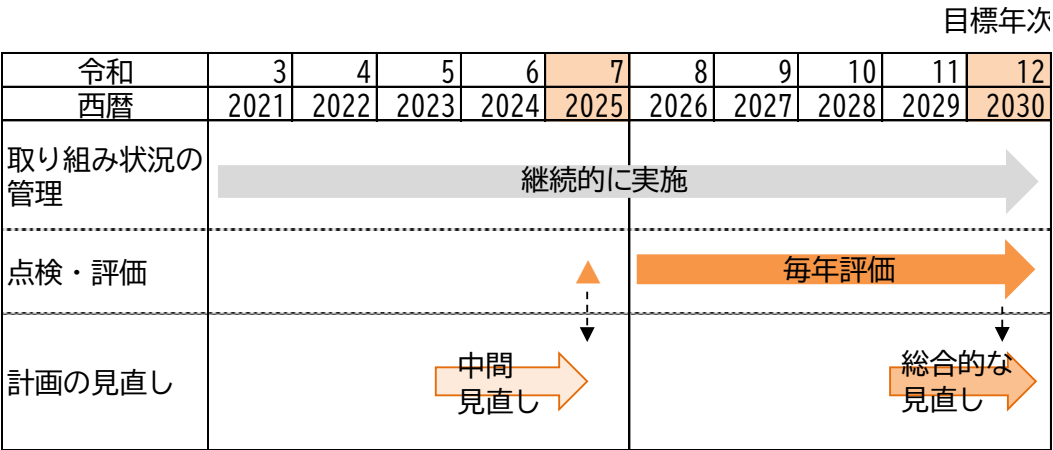 目標年次
令和 3 4 5 6 7 8 9 10 11 12
西暦 2021 2022 2023 2024 2025 2026 2027 2028 2029 2030
取り組み状況の
管理
継続的に実施
点検・評価
毎年評価
計画の見直し
中間
見直し
総合的な
見直し